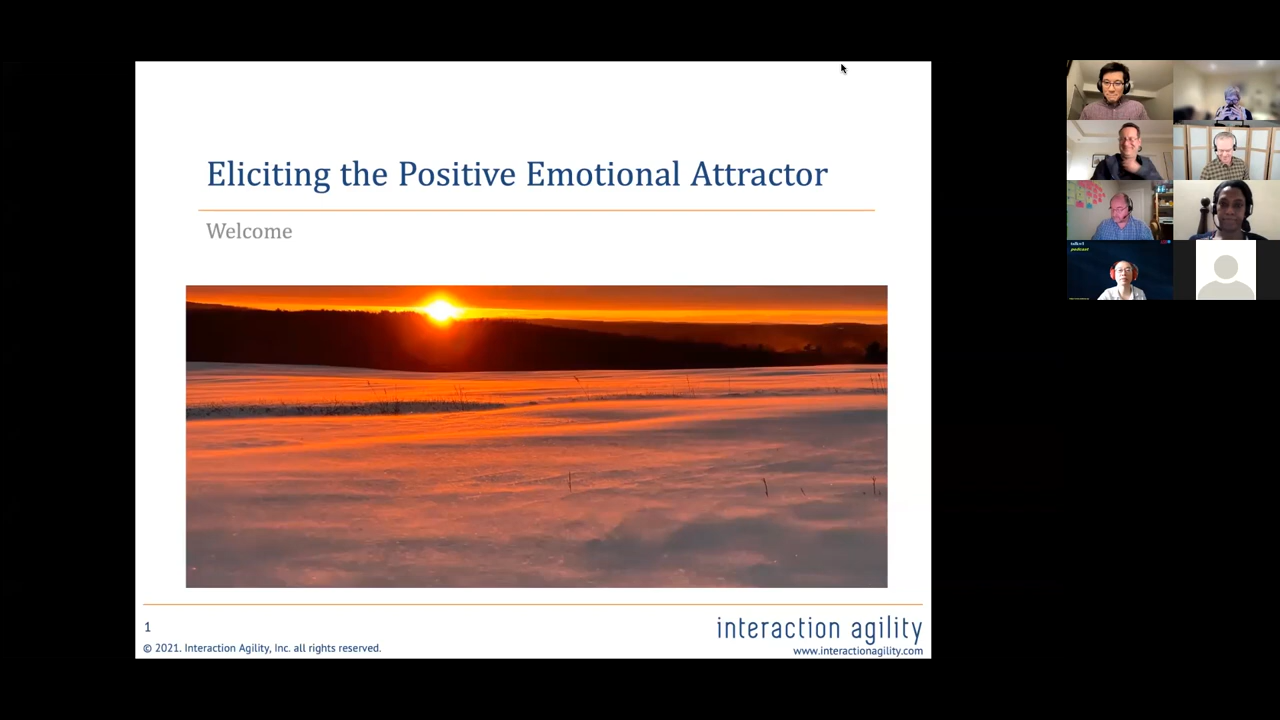 Eliciting the Positive Emotional Attractor
Welcome
1
© 2021. Interaction Agility, Inc. all rights reserved.
interaction agility
www.interactionagility.com
podcast